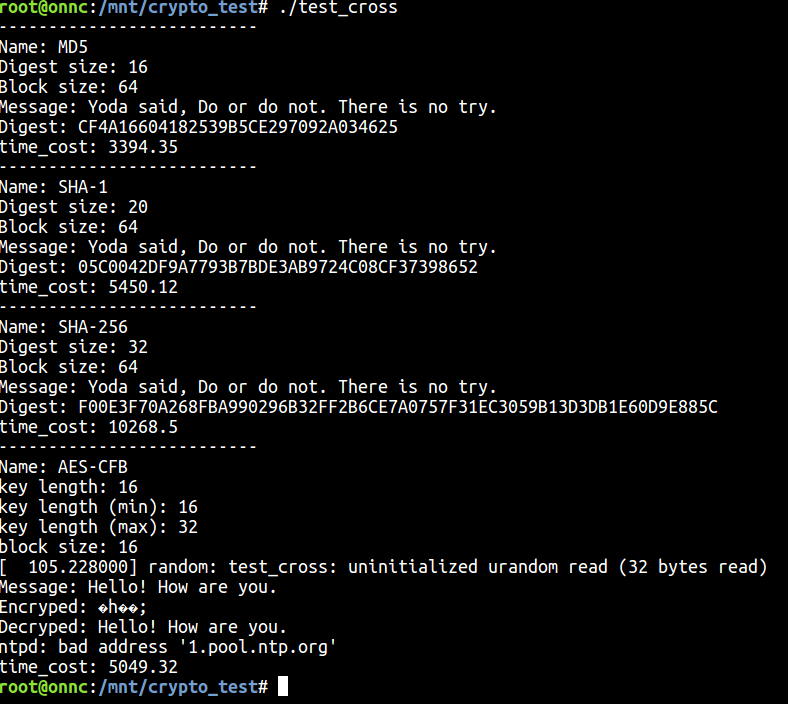 root@onnc:/mnt/crypto_test# ./test_cross
--------------------------
Name: MD5
Digest size: 16
Block size: 64
Message: Yoda said, Do or do not. There is no try.
Digest: CF4A16604182539B5CE297092A034625
time_cost: 3394.35
--------------------------
Name: SHA-1
Digest size: 20
Block size: 64
Message: Yoda said, Do or do not. There is no try.
Digest: 05C0042DF9A7793B7BDE3AB9724C08CF37398652
time_cost: 5450.12
--------------------------
Name: SHA-256
Digest size: 32
Block size: 64
Message: Yoda said, Do or do not. There is no try.
Digest: F00E3F70A268FBA990296B32FF2B6CE7A0757F31EC3059B13D3DB1E60D9E885C
time_cost: 10268.5
--------------------------
Name: AES-CFB
key length: 16
key length (min): 16
key length (max): 32
block size: 16
[  105.228000] random: test_cross: uninitialized urandom read (32 bytes read)
Message: Hello! How are you.
Encryped: �h��;
Decryped: Hello! How are you.
ntpd: bad address '1.pool.ntp.org'
time_cost: 5049.32
root@onnc:/mnt/crypto_test#